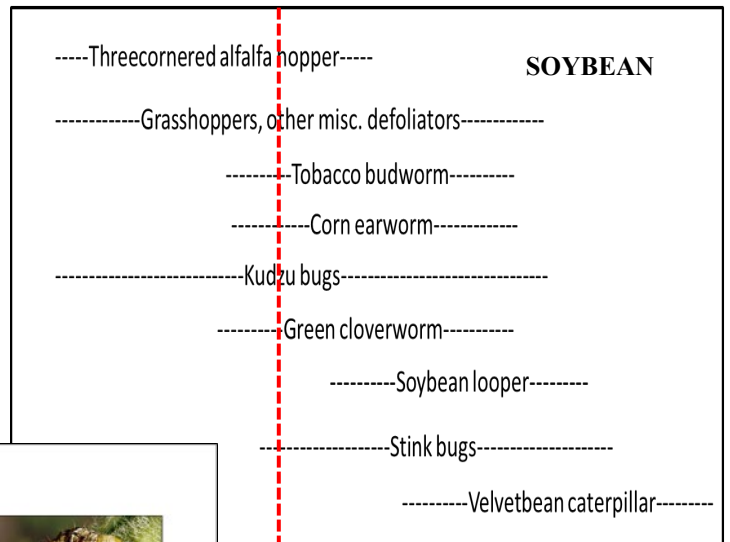 -----Threecornered alfalfa hopper-----
SOYBEAN
-------------Grasshoppers, other misc. defoliators-------------
----------Tobacco budworm----------
------------Corn earworm-------------
-----------------------------Kudzu bugs--------------------------------
----------Green cloverworm-----------
----------Soybean looper---------
--------------------Stink bugs---------------------
----------Velvetbean caterpillar---------